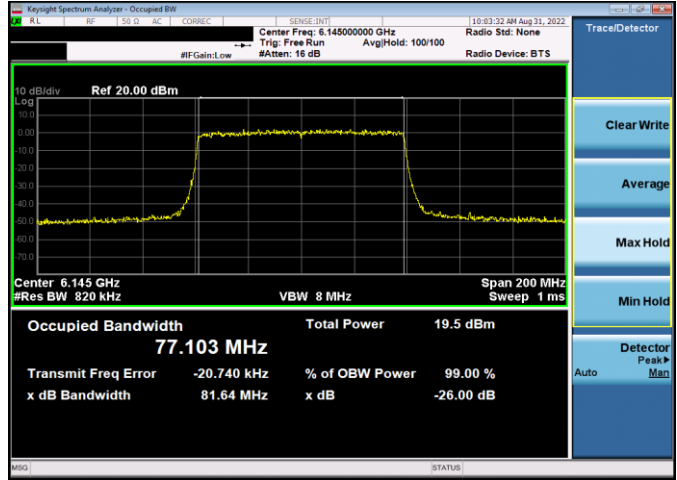 Keysight Spectrum Analyzer - Occupied BW
RL RF 50 Ω AC CORREC SENSE:INT 10:03:32 AM Aug 31, 2022
Center Freq: 6.145000000 GHz Radio Std: None
Trig: Free Run Avg|Hold: 100/100
#IFGain:Low #Atten: 16 dB Radio Device: BTS
Trace/Detector
10 dB/div Ref 20.00 dBm
Log
10.0
0.00
-10.0
-20.0
-30.0
-40.0
-50.0
-60.0
-70.0
Center 6.145 GHz Span 200 MHz
#Res BW 820 kHz VBW 8 MHz Sweep 1 ms
Occupied Bandwidth Total Power 19.5 dBm
77.103 MHz
Transmit Freq Error -20.740 kHz % of OBW Power 99.00 %
x dB Bandwidth 81.64 MHz x dB -26.00 dB
Clear Write
Average
Max Hold
Min Hold
Detector
Peak▶
Auto Man
MSG STATUS